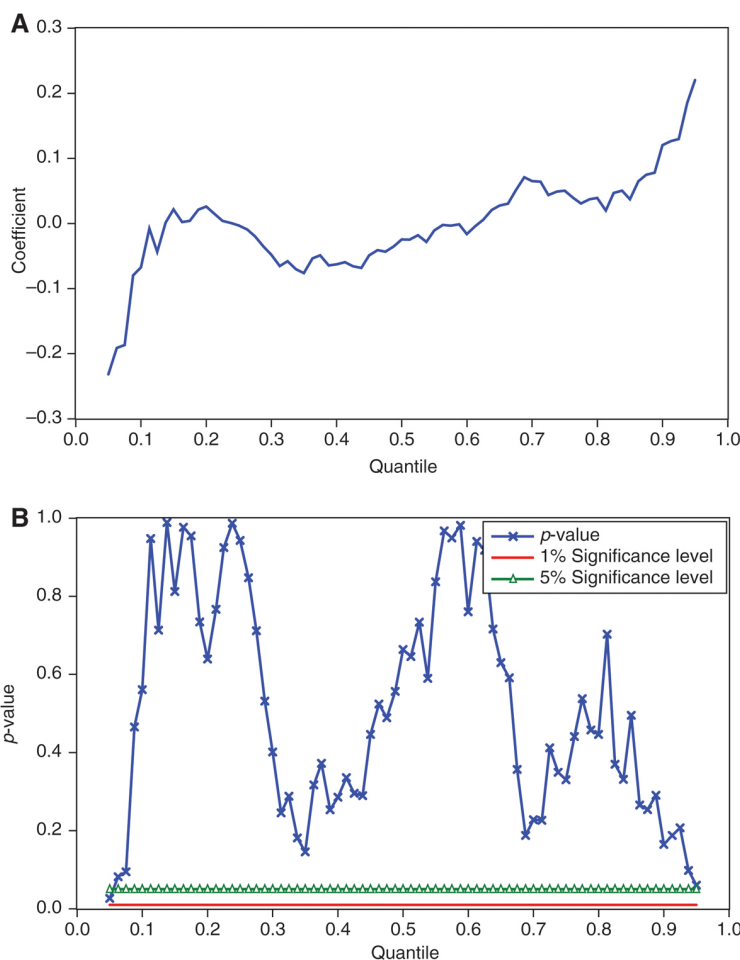 A
0.3
0.2
0.1
0.0
–0.1
–0.2
–0.3
Coefficient
0.0 0.1 0.2 0.3 0.4 0.5 0.6 0.7 0.8 0.9 1.0
Quantile
B
1.0
0.8
0.6
0.4
0.2
0.0
p-value
p-value
1% Significance level
5% Significance level
0.0 0.1 0.2 0.3 0.4 0.5 0.6 0.7 0.8 0.9 1.0
Quantile